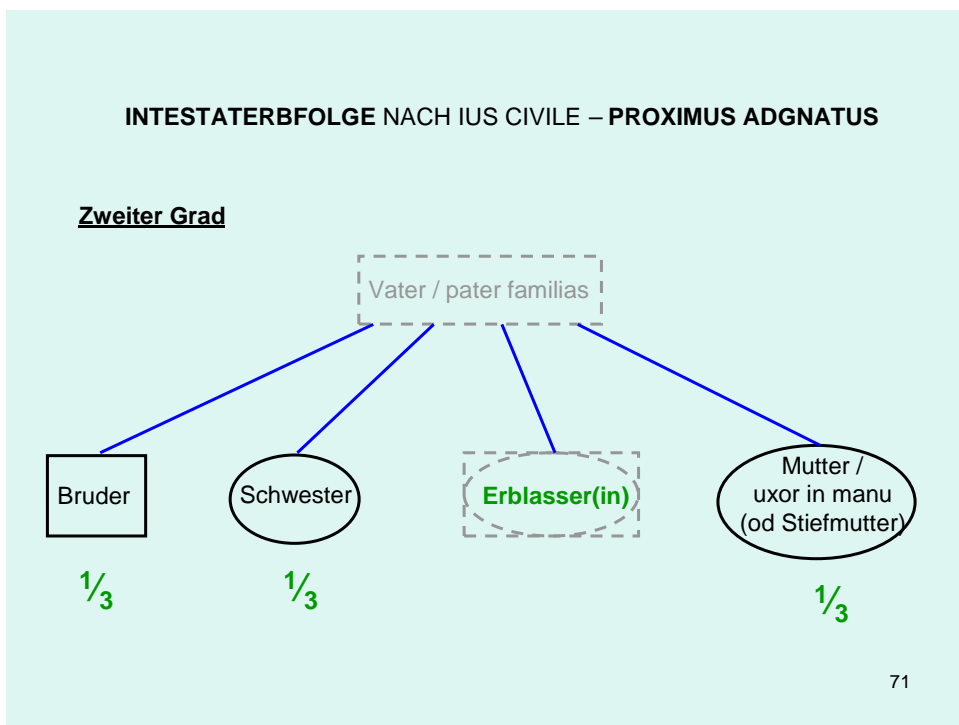 INTESTATERBFOLGE NACH IUS CIVILE – PROXIMUS ADGNATUS
Zweiter Grad
Vater / pater familias
Bruder
Schwester
Erblasser(in)
Mutter /
uxor in manu
(od Stiefmutter)
1/3
1/3
1/3
71